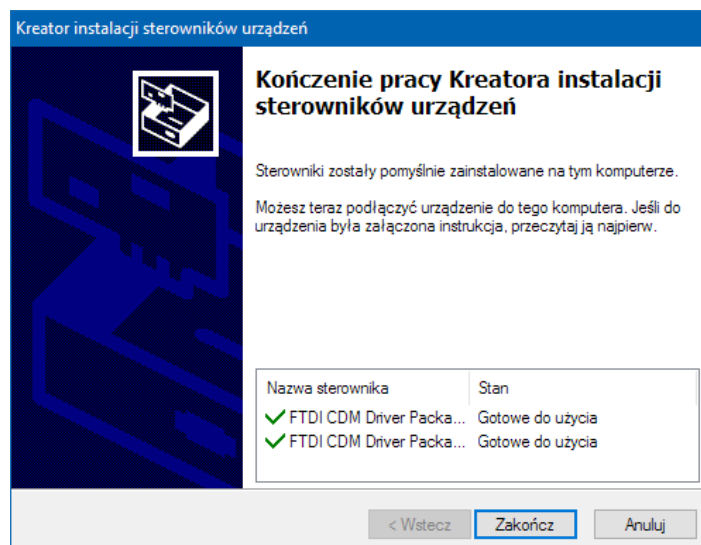 Kreator instalacji sterowników urządzeń
Kończenie pracy Kreatora instalacji
sterowników urządzeń
Sterowniki zostały pomyślnie zainstalowane na tym komputerze.
Możesz teraz podłączyć urządzenie do tego komputera. Jeśli do
urządzenia była załączona instrukcja, przeczytaj ją najpierw.
Nazwa sterownika Stan
FTDI CDM Driver Packa... Gotowe do użycia
FTDI CDM Driver Packa... Gotowe do użycia
< Wstecz Zakończ Anuluj